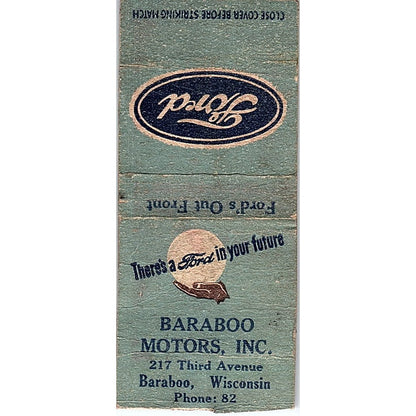 CLOSE COVER BEFORE STRIKING MATCH
Ford
Ford's Out Front
There's a Ford in your future
BARABOO
MOTORS, INC.
217 Third Avenue
Baraboo, Wisconsin
Phone: 82